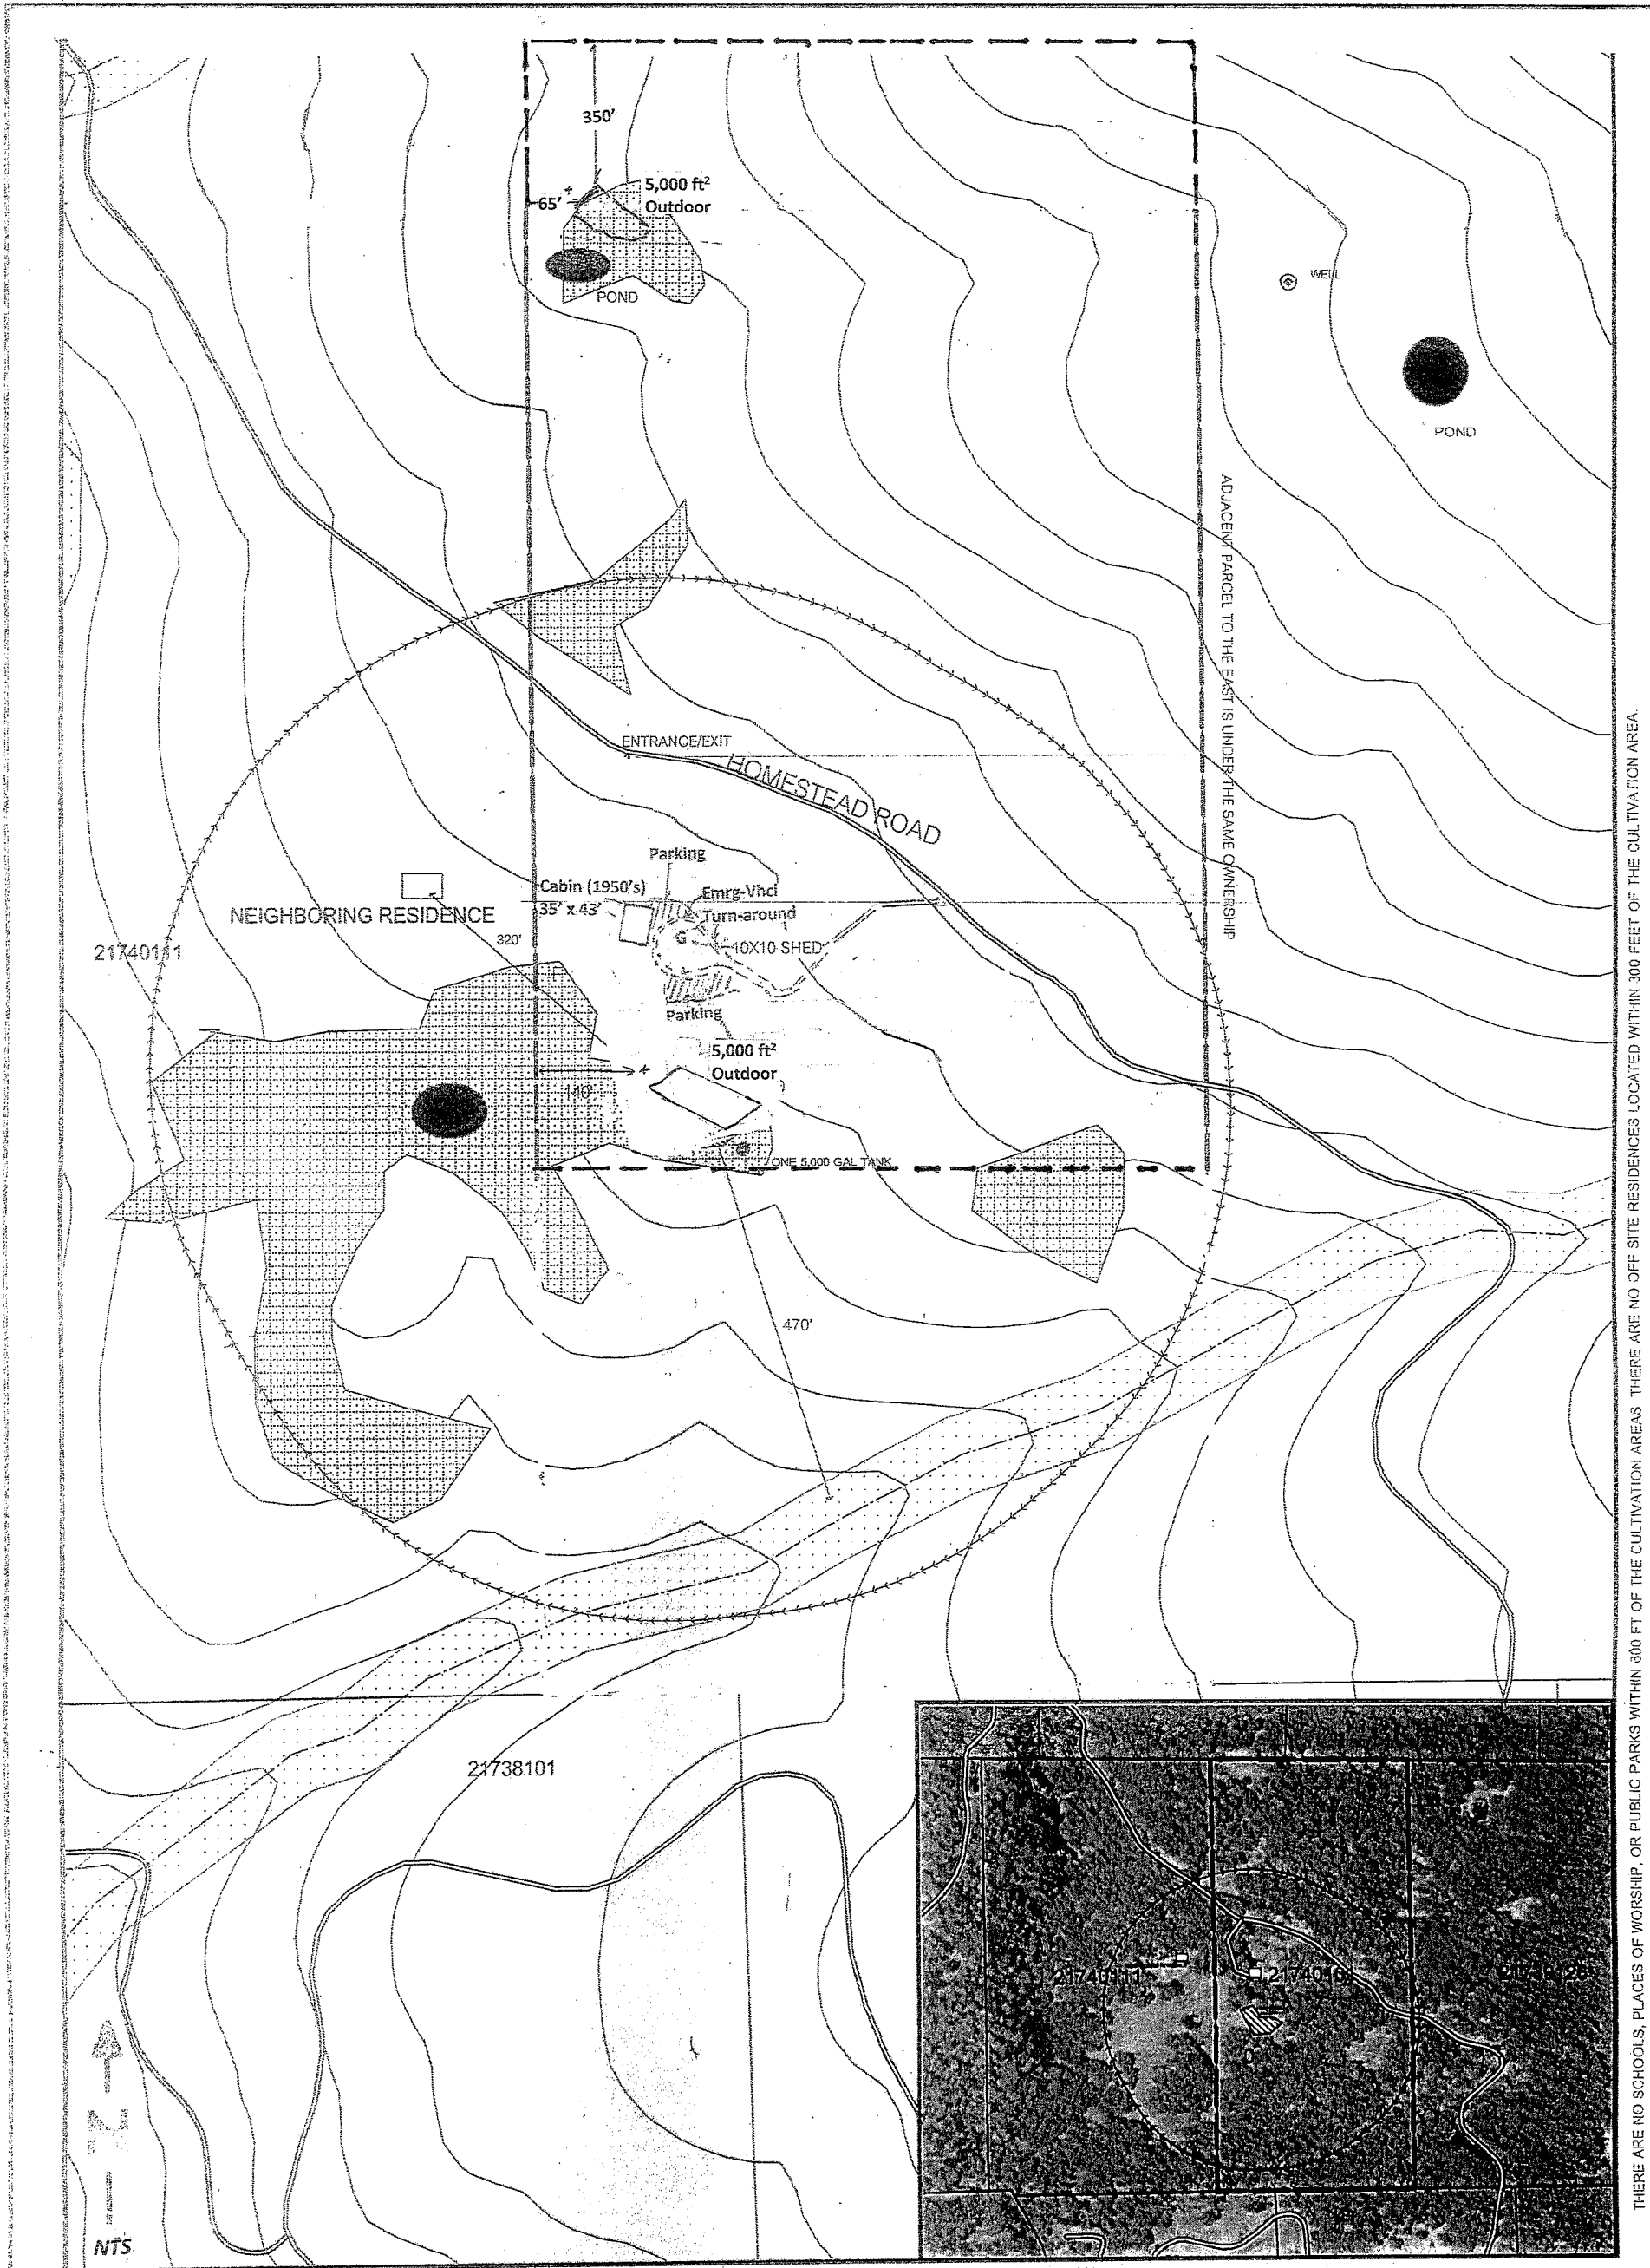 350'
5,000 ft²
Outdoor
65'
POND
WELL
POND
ADJACENT PARCEL TO THE EAST IS UNDER THE SAME OWNERSHIP
ENTRANCE/EXIT
HOMESTEAD ROAD
Parking
Cabin (1950's)
35' x 43'
Emrg-Vhcl
Turn-around
G
10X10 SHED
NEIGHBORING RESIDENCE
320'
21740111
Parking
5,000 ft²
Outdoor
140'
ONE 5,000 GAL TANK
470'
21738101
21740111
N
NTS
THERE ARE NO SCHOOLS, PLACES OF WORSHIP, OR PUBLIC PARKS WITHIN 600 FT OF THE CULTIVATION AREAS THERE ARE NO OFF SITE RESIDENCES LOCATED WITHIN 300 FEET OF THE CULTIVATION AREA.